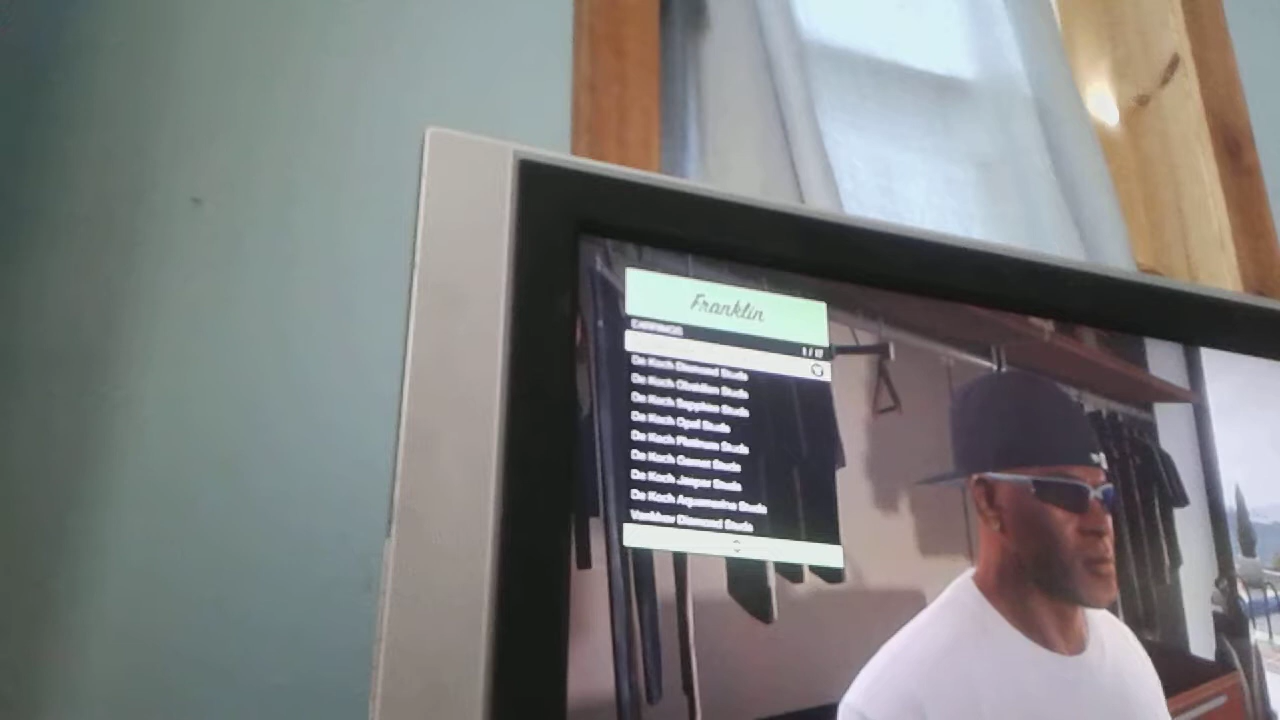 Franklin
EARRINGS
1 / 17
De Koch Diamond Studs
De Koch Obsidian Studs
De Koch Sapphire Studs
De Koch Opal Studs
De Koch Platinum Studs
De Koch Garnet Studs
De Koch Jasper Studs
De Koch Aquamarine Studs
Vankhov Diamond Studs